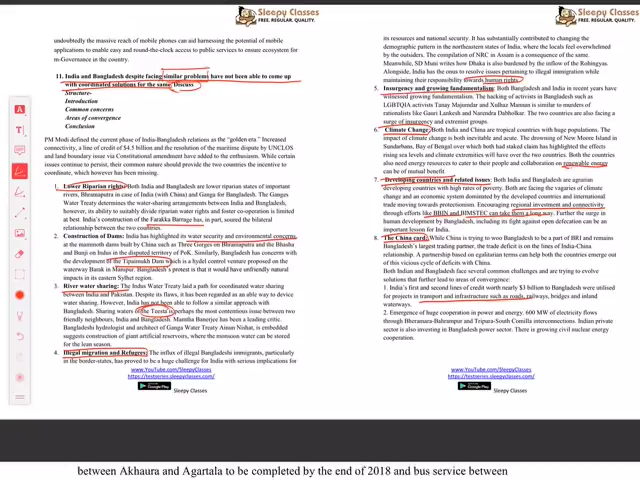 Sleepy Classes
FREE. REGULAR. QUALITY.
undoubtedly the massive reach of mobile phones can aid harnessing the potential of mobile
applications to enable easy and round-the-clock access to public services to ensure ecosystem for
m-Governance in the country.
11. India and Bangladesh despite facing similar problems have not been able to come up
with coordinated solutions for the same. Discuss
Structure-
Introduction
Common concerns
Areas of convergence
Conclusion
PM Modi defined the current phase of India-Bangladesh relations as the "golden era." Increased
connectivity, a line of credit of $4.5 billion and the resolution of the maritime dispute by UNCLOS
and land boundary issue via Constitutional amendment have added to the enthusiasm. While certain
issues continue to persist, their common nature should provide the two countries the incentive to
coordinate, which however has been missing.
1. Lower Riparian rights: Both India and Bangladesh are lower riparian states of important
rivers, Bhramaputra in case of India and Ganga for Bangladesh. The Ganges
Water Treaty determines the water-sharing arrangements between India and Bangladesh,
however, its ability to suitably divide riparian water rights and foster co-operation is limited
at best. India's construction of the Farakka Barrage has, in part, soured the bilateral
relationship between the two countries.
2. Construction of Dams: India has highlighted its water security and environmental concerns
at the mammoth dams built by China such as Three Gorges on Bhramaputra and the Bhasha
and Bunji on Indus in the disputed territory of PoK. Similarly, Bangladesh has concerns
with the development of the Tipaimukh Dam which is a hydel control venture proposed on the
waterway Barak in Manipur. Bangladesh's protest is that it would have unfriendly natural
impacts in its eastern Sylhet region.
3. River water sharing: The Indus Water Treaty laid a path for coordinated water sharing
between India and Pakistan. Despite its flaws, it has been regarded as an able way to device
water sharing. However, India has not been able to follow a similar approach with
Bangladesh. Sharing waters of the Teesta is perhaps the most contentious issue between two
friendly neighbours, India and Bangladesh. Mamtha Benerjee has been a leading critic.
Bangladeshi hydrologist and architect of Ganga Water Treaty Ainun Nishat, is embedded
suggests construction of giant artificial reservoirs, where the monsoon water can be stored
for the lean season.
4. Illegal migration and Refugees: The influx of illegal Bangladeshi immigrants, particularly
in the border-states, has proved to be a huge challenge for India with serious implications for
www.YouTube.com/SleepyClasses
https://testseries.sleepyclasses.com/
Google Play
Sleepy Classes
Sleepy Classes
FREE. REGULAR. QUALITY.
its resources and national security. It has substantially contributed to changing the
demographic pattern in the northeastern states of India, where the locals feel overwhelmed by
the outsiders. The compilation of NRC in Assam is a consequence of the same.
Meanwhile, SD Muni writes how Dhaka is also burdened by the inflow of the Rohingyas.
Alongside, India has the onus to resolve issues pertaining to illegal immigration while
maintaining their responsibility towards human rights.
5. Insurgency and growing fundamentalism: Both Bangladesh and India in recent years have
witnessed growing fundamentalism. The hacking of activists in Bangladesh such as
LGBTQIA activists Tanay Majumdar and Xulhaz Mannan is similar to murders of
rationalists like Gauri Lankesh and Narendra Dabholkar. The two countries are also facing a
surge of insurgency and extremist groups.
6. Climate Change: Both India and China are tropical countries with huge populations. The
impact of climate change is both inevitable and acute. The drowning of New Moore Island in
Sundarbans, Bay of Bengal over which both had staked claim has highlighted the effects
rising sea levels and climate extremities will have over the two countries. Both the countries
also need energy resources to cater to their people and collaboration on renewable energy
can be of mutual benefit.
7. Developing countries and related issues: Both India and Bangladesh are agrarian
developing countries with high rates of poverty. Both are facing the vagaries of climate
change and an economic system dominated by the developed countries and international
trade moving towards protectionism. Encouraging regional investment and connectivity,
through efforts like BBIN and BIMSTEC can take them a long way. Further the surge in
human development by Bangladesh, including its fight against open defecation can be an
important lesson for India.
8. The China card: While China is trying to woo Bangladesh to be a part of BRI and remains
Bangladesh's largest trading partner, the trade deficit is on the lines of India-China
relationship. A partnership based on egalitarian terms can help both the countries emerge out
of this vicious cycle of deficits with China.
Both Indian and Bangladesh face several common challenges and are trying to evolve
solutions that further lead to areas of convergence:
1. India's first and second lines of credit worth nearly $3 billion to Bangladesh were utilised
for projects in transport and infrastructure such as roads, railways, bridges and inland
waterways.
2. Emergence of huge cooperation in power and energy. 600 MW of electricity flows
through Bheramara-Bahrampur and Tripura-South Comilla interconnections. Indian private
sector is also investing in Bangladesh power sector. There is growing civil nuclear energy
cooperation.
www.YouTube.com/SleepyClasses
https://testseries.sleepyclasses.com/
Google Play
Sleepy Classes
between Akhaura and Agartala to be completed by the end of 2018 and bus service between